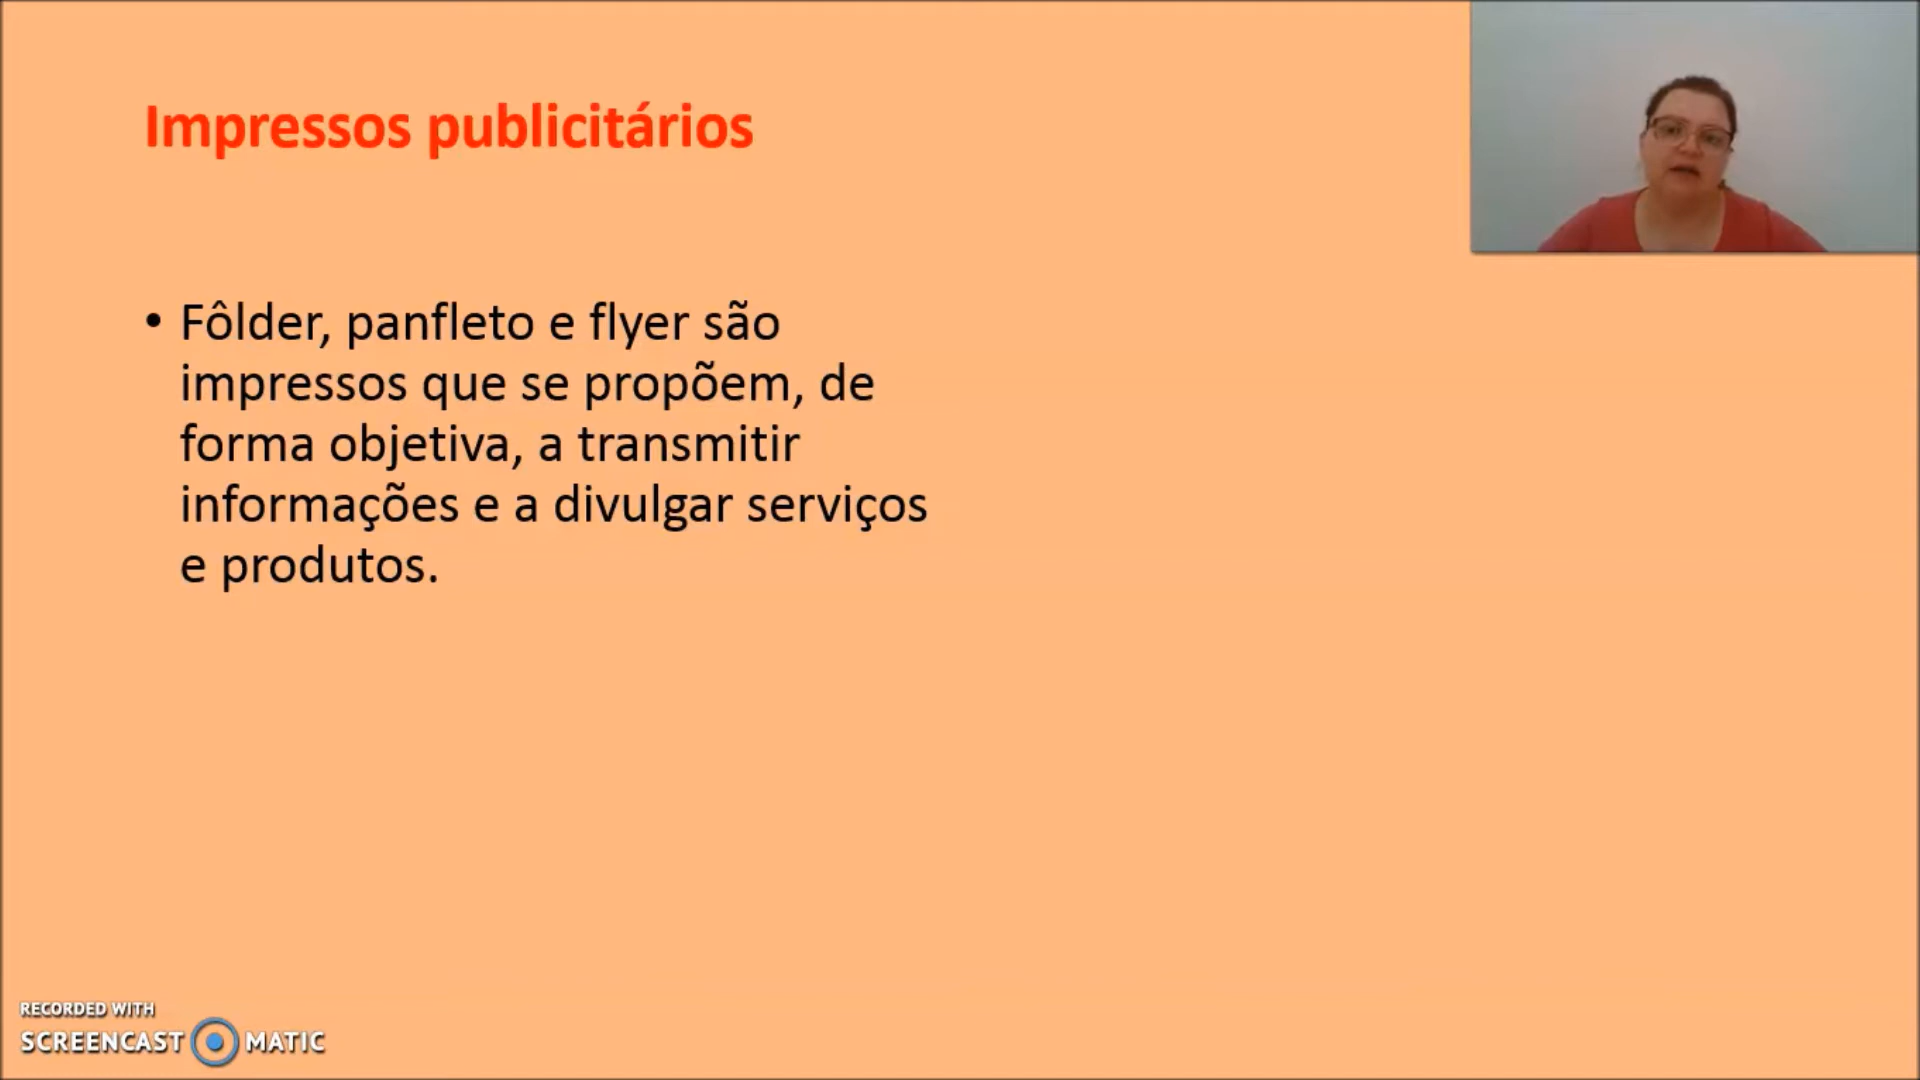 Impressos publicitários
• Fôlder, panfleto e flyer são
impressos que se propõem, de
forma objetiva, a transmitir
informações e a divulgar serviços
e produtos.
RECORDED WITH
SCREENCAST MATIC